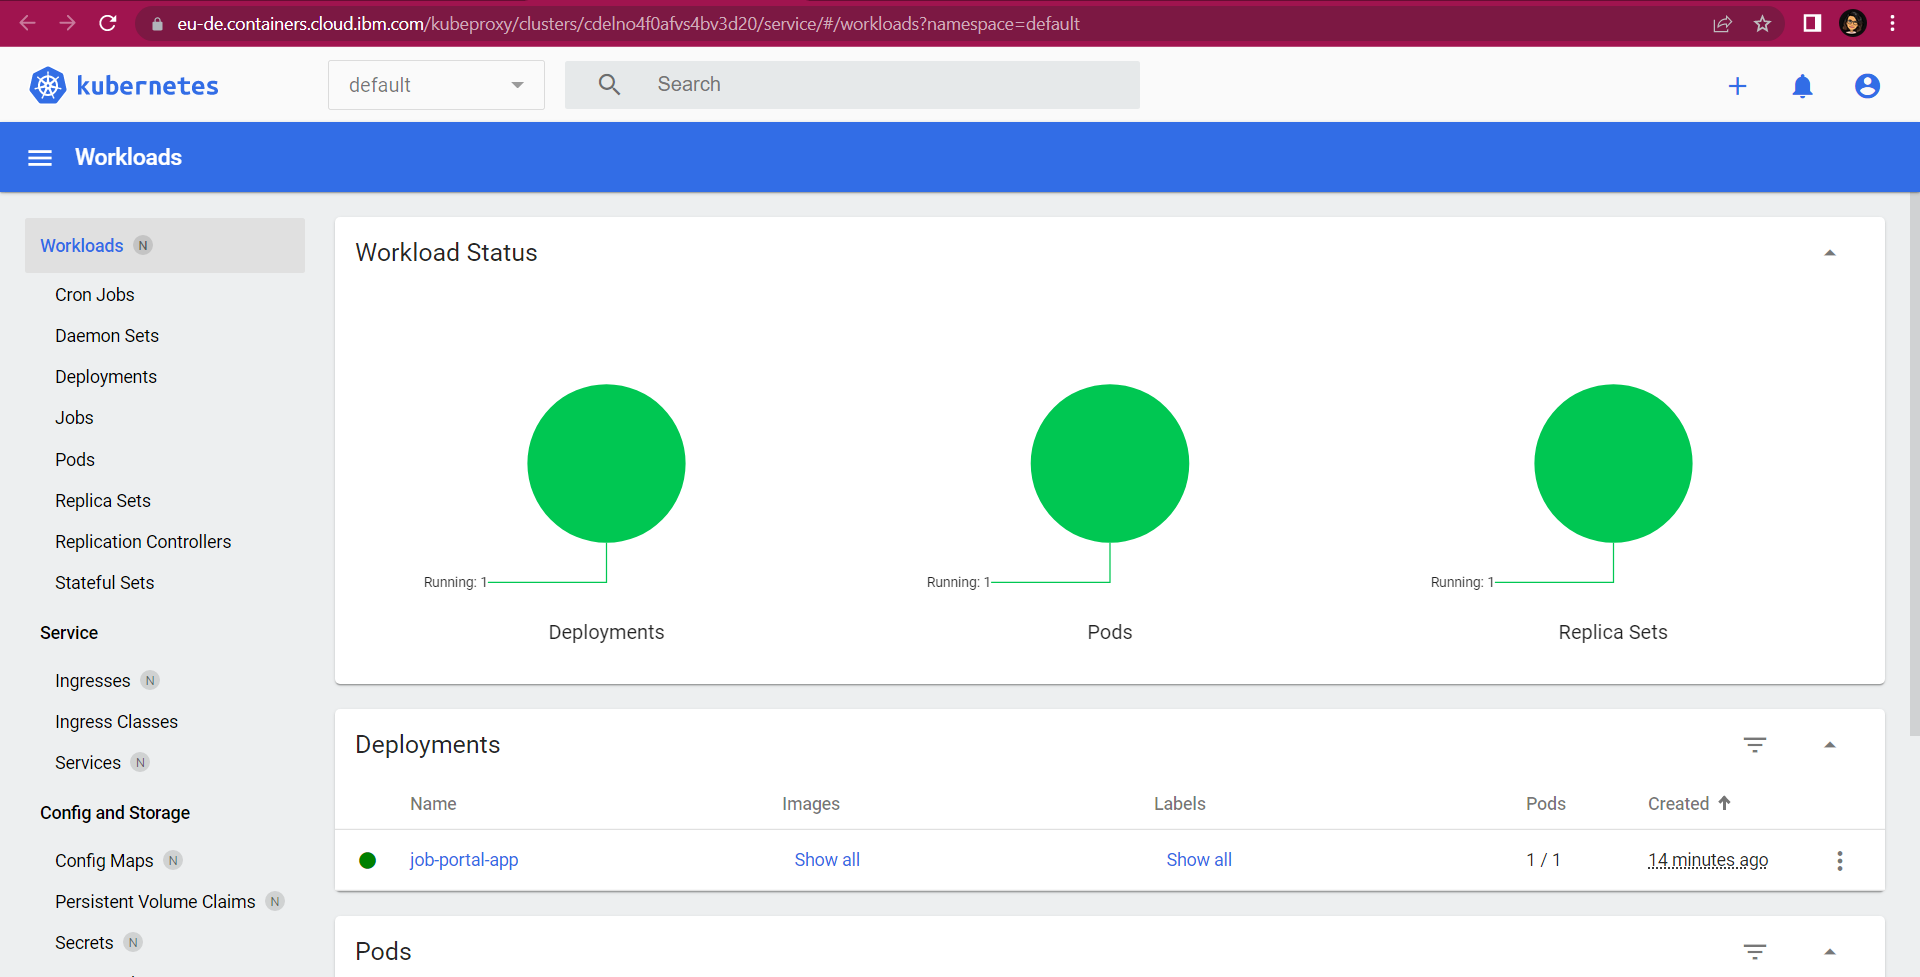 eu-de.containers.cloud.ibm.com/kubeproxy/clusters/cdelno4f0afvs4bv3d20/service/#/workloads?namespace=default
kubernetes
default
Search
Workloads
Workloads N
Cron Jobs
Daemon Sets
Deployments
Jobs
Pods
Replica Sets
Replication Controllers
Stateful Sets
Service
Ingresses N
Ingress Classes
Services N
Config and Storage
Config Maps N
Persistent Volume Claims N
Secrets N
Workload Status
Running: 1
Deployments
Running: 1
Pods
Running: 1
Replica Sets
Deployments
Name Images Labels Pods Created
job-portal-app Show all Show all 1 / 1 14 minutes ago
Pods